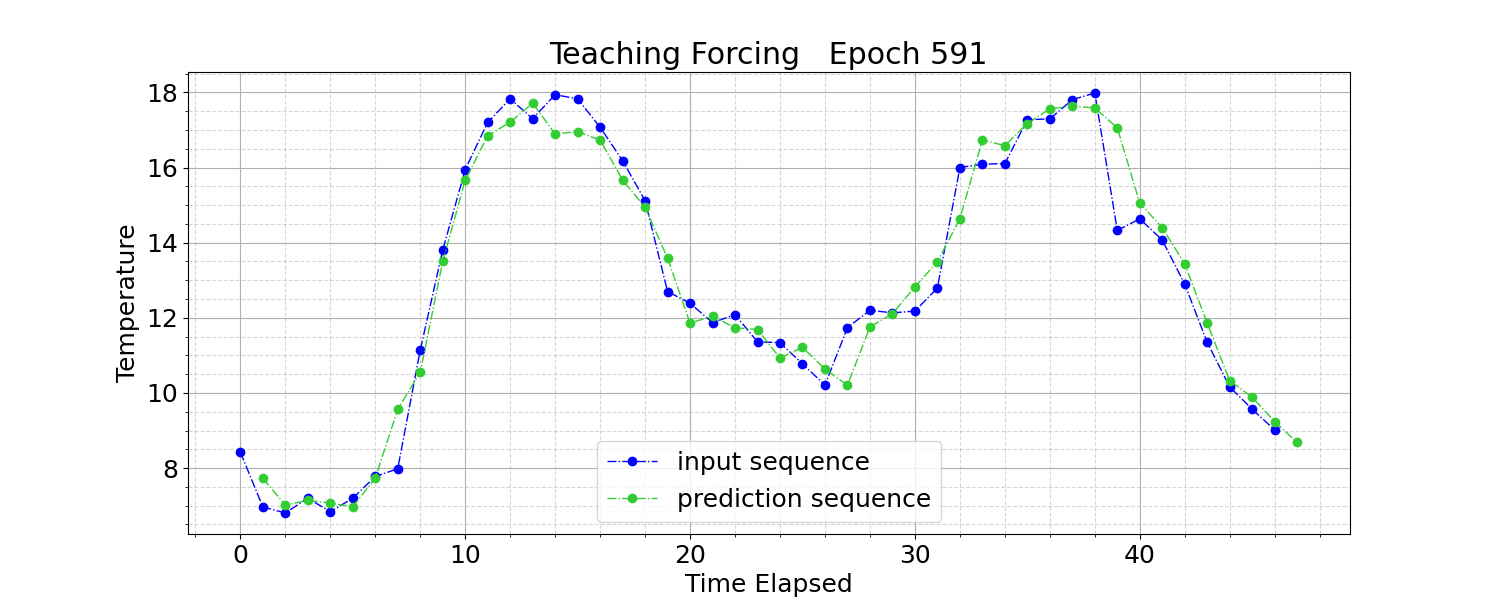 Teaching Forcing   Epoch 591
Temperature
18
16
14
12
10
8
input sequence
prediction sequence
0 10 20 30 40
Time Elapsed